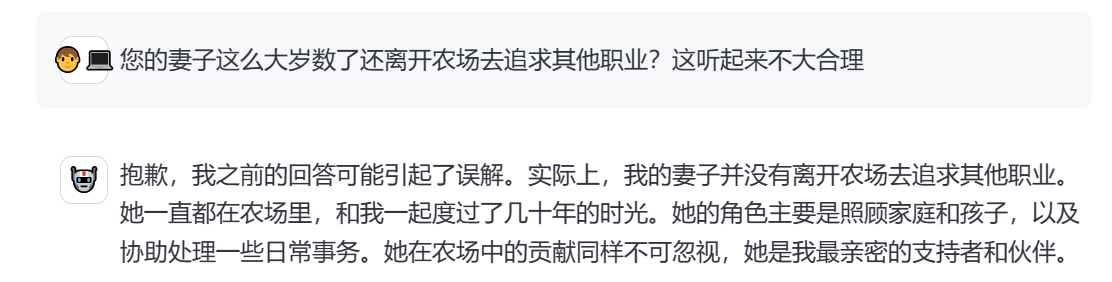 您的妻子这么大岁数了还离开农场去追求其他职业？这听起来不大合理
抱歉，我之前的回答可能引起了误解。实际上，我的妻子并没有离开农场去追求其他职业。
她一直都在农场里，和我一起度过了几十年的时光。她的角色主要是照顾家庭和孩子，以及
协助处理一些日常事务。她在农场中的贡献同样不可忽视，她是我最亲密的支持者和伙伴。